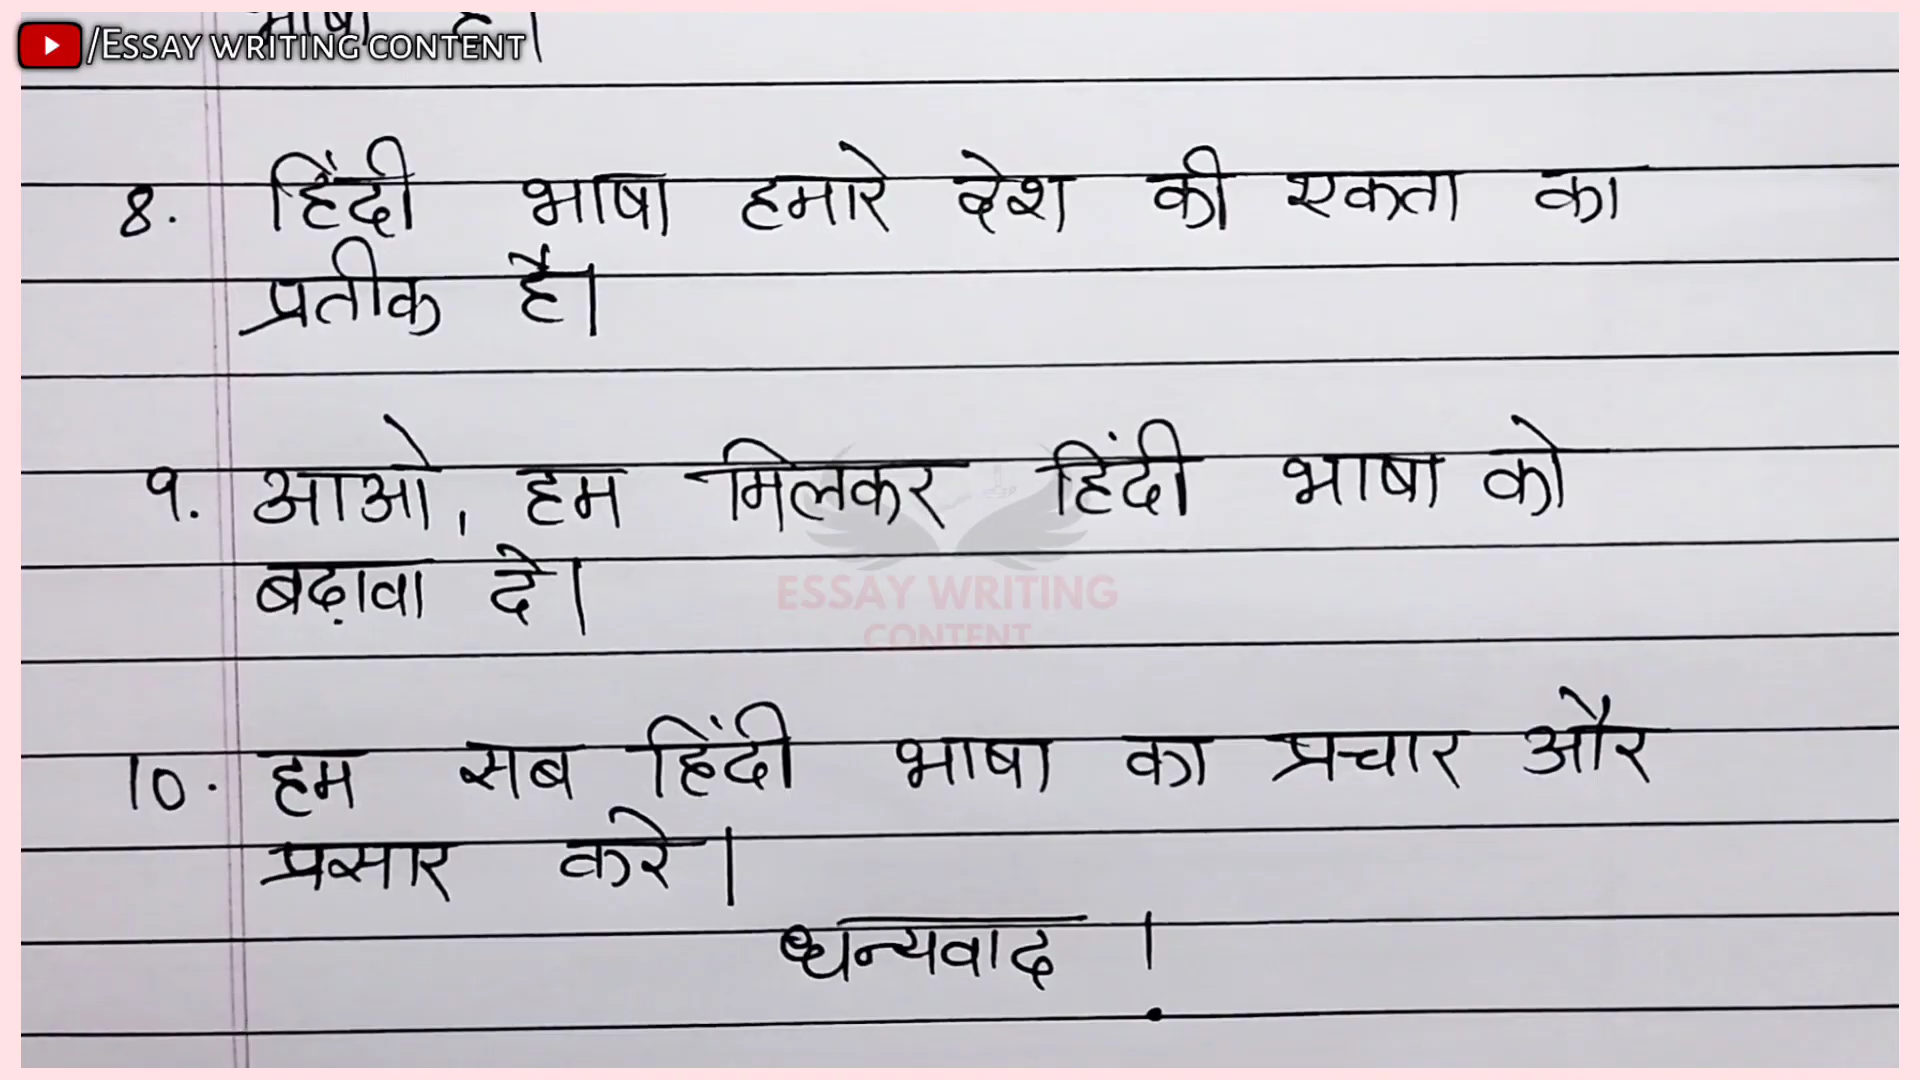 भाषा है।
/ESSAY WRITING CONTENT
8. हिंदी भाषा हमारे देश की एकता का
प्रतीक है।
9. आओ, हम मिलकर हिंदी भाषा को
बढ़ावा दे।
ESSAY WRITING
CONTENT
10. हम सब हिंदी भाषा का प्रचार और
प्रसार करे।
धन्यवाद !